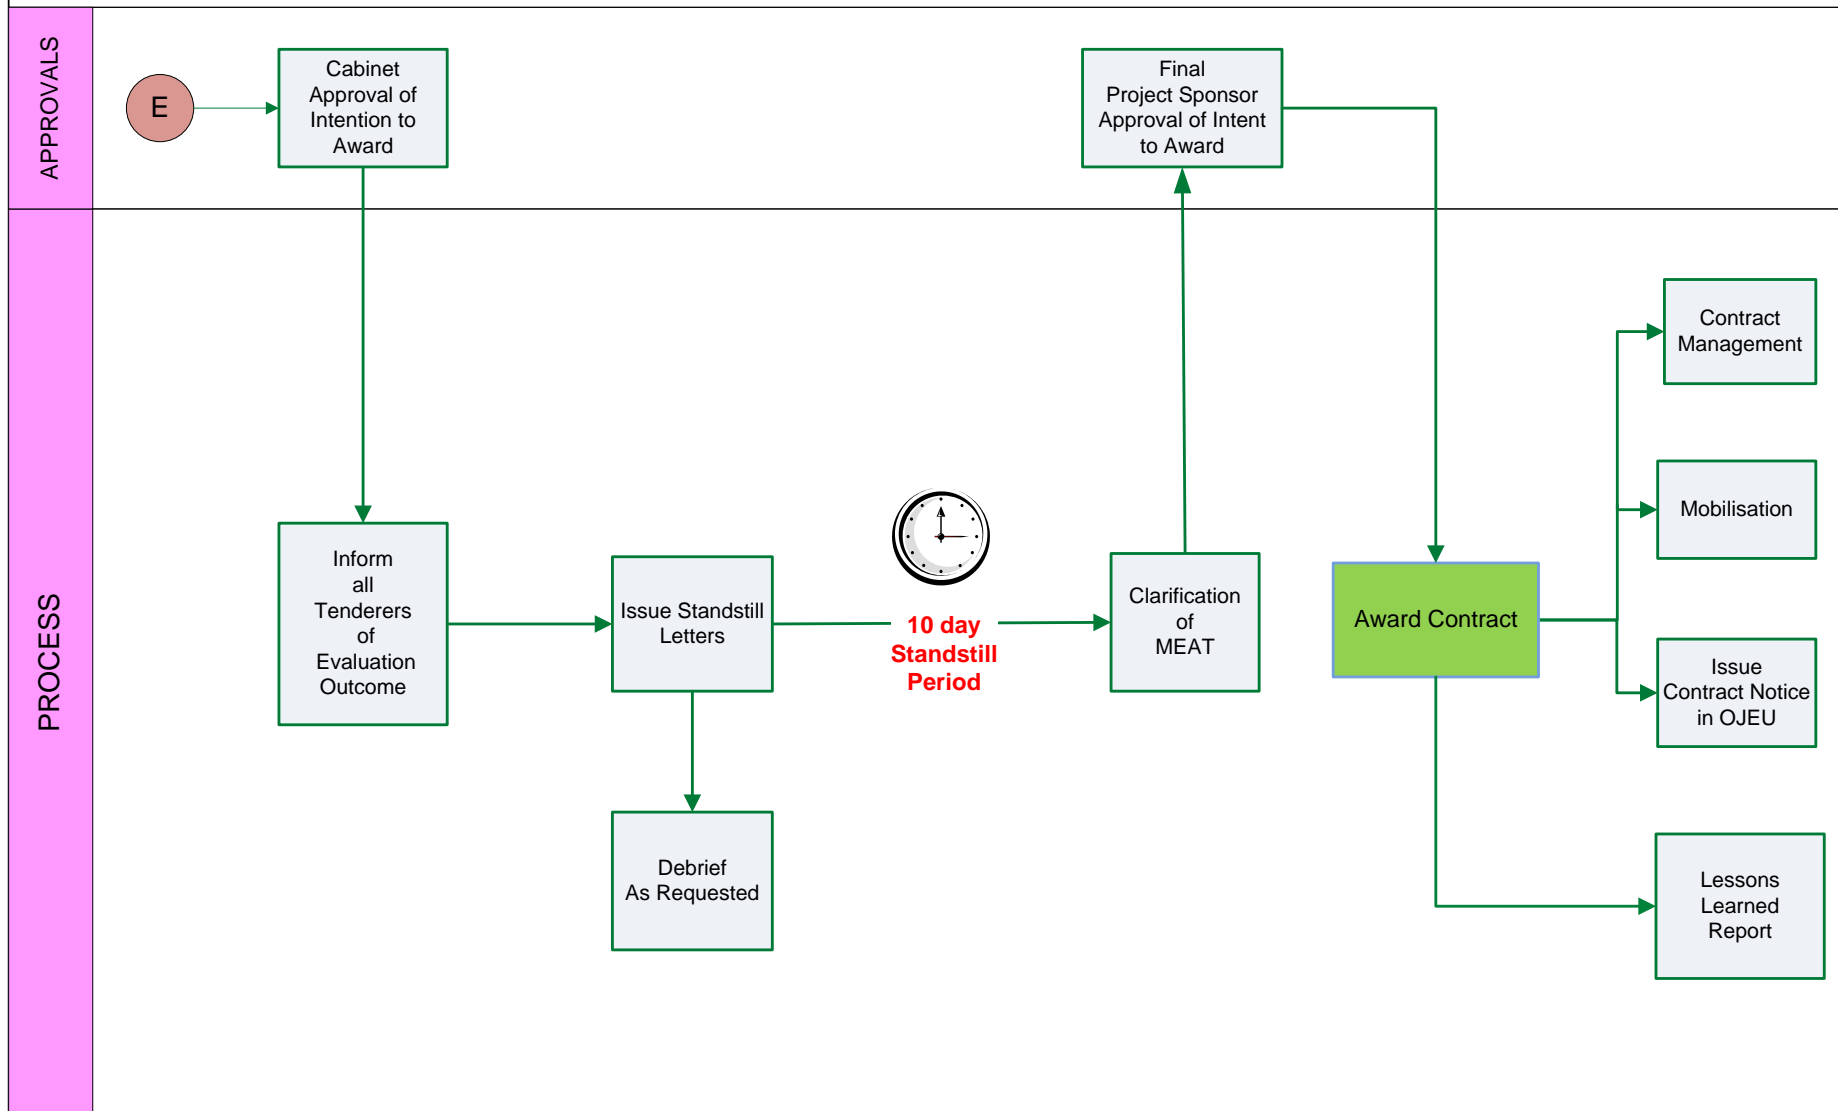 APPROVALS
E
Cabinet
Approval of
Intention to
Award
Final
Project Sponsor
Approval of Intent
to Award
PROCESS
Inform
all
Tenderers
of
Evaluation
Outcome
Issue Standstill
Letters
Debrief
As Requested
10 day
Standstill
Period
Clarification
of
MEAT
Award Contract
Contract
Management
Mobilisation
Issue
Contract Notice
in OJEU
Lessons
Learned
Report